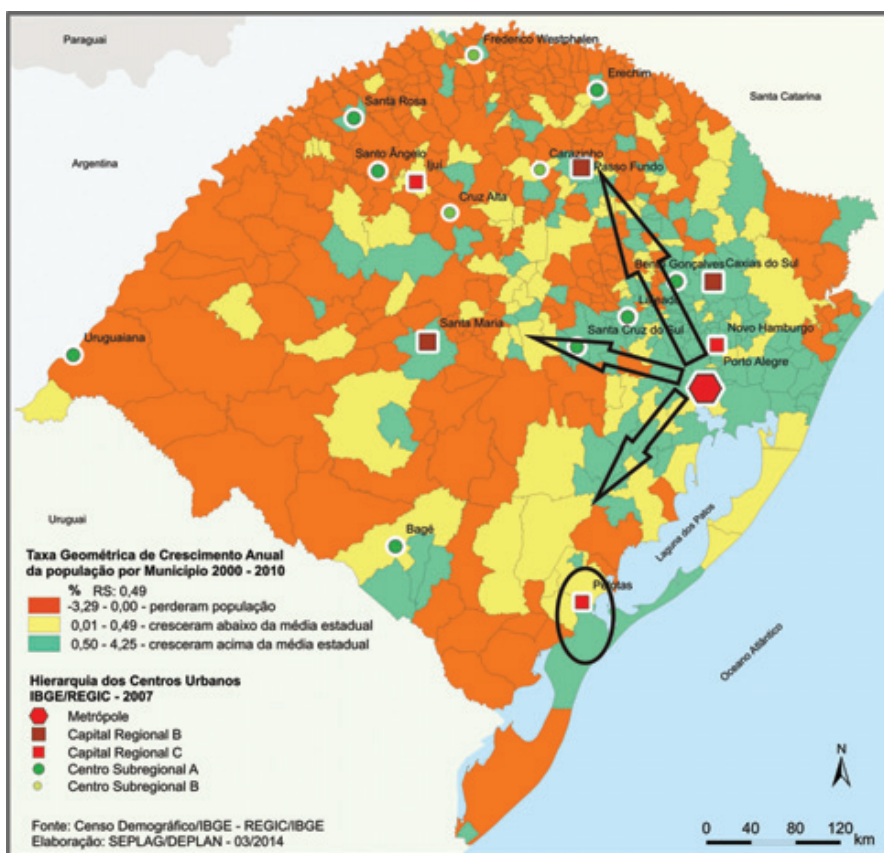 Paraguai
Frederico Westphalen
Erechim
Santa Catarina
Santa Rosa
Argentina
Santo Ângelo
Ijuí
Carazinho
Passo Fundo
Cruz Alta
Bento Gonçalves
Caxias do Sul
Lajeado
Santa Maria
Santa Cruz do Sul
Novo Hamburgo
Uruguaiana
Porto Alegre
Uruguai
Bagé
Laguna dos Patos
Pelotas
Oceano Atlântico
Taxa Geométrica de Crescimento Anual
da população por Município 2000 - 2010
% RS: 0,49
-3,29 - 0,00 - perderam população
0,01 - 0,49 - cresceram abaixo da média estadual
0,50 - 4,25 - cresceram acima da média estadual
Hierarquia dos Centros Urbanos
IBGE/REGIC - 2007
Metrópole
Capital Regional B
Capital Regional C
Centro Subregional A
Centro Subregional B
Fonte: Censo Demográfico/IBGE - REGIC/IBGE
Elaboração: SEPLAG/DEPLAN - 03/2014
N
0 40 80 120
km